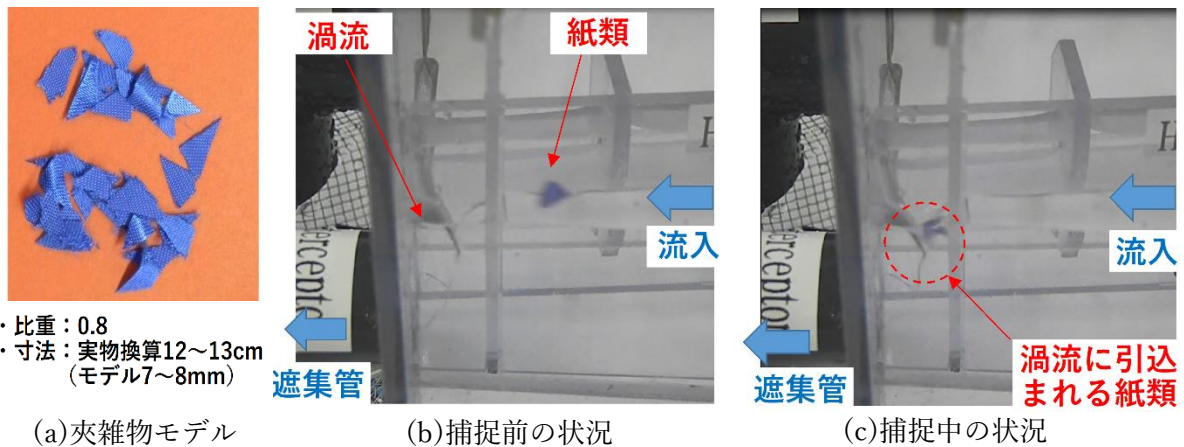 ・比重：0.8
・寸法：実物換算12～13cm
（モデル7～8mm）
(a)夾雑物モデル
渦流
紙類
流入
遮集管
ercepto
(b)捕捉前の状況
H
流入
遮集管
erceptor
渦流に引込
まれる紙類
(c)捕捉中の状況